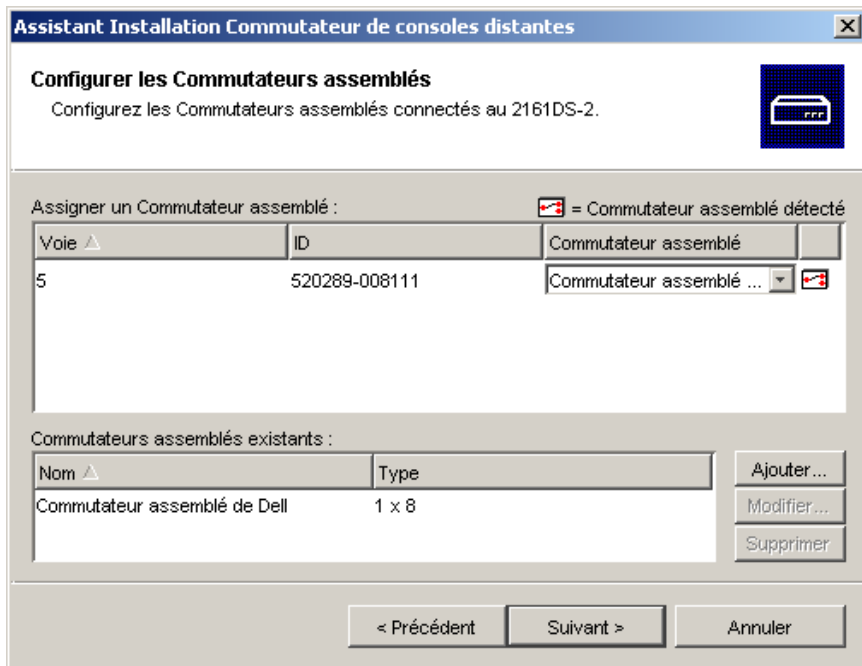 Assistant Installation Commutateur de consoles distantes
Configurer les Commutateurs assemblés
Configurez les Commutateurs assemblés connectés au 2161DS-2.
Assigner un Commutateur assemblé : = Commutateur assemblé détecté
Voie ID Commutateur assemblé
5 520289-008111 Commutateur assemblé ...
Commutateurs assemblés existants :
Nom Type
Commutateur assemblé de Dell 1 x 8
Ajouter...
Modifier...
Supprimer
< Précédent Suivant > Annuler